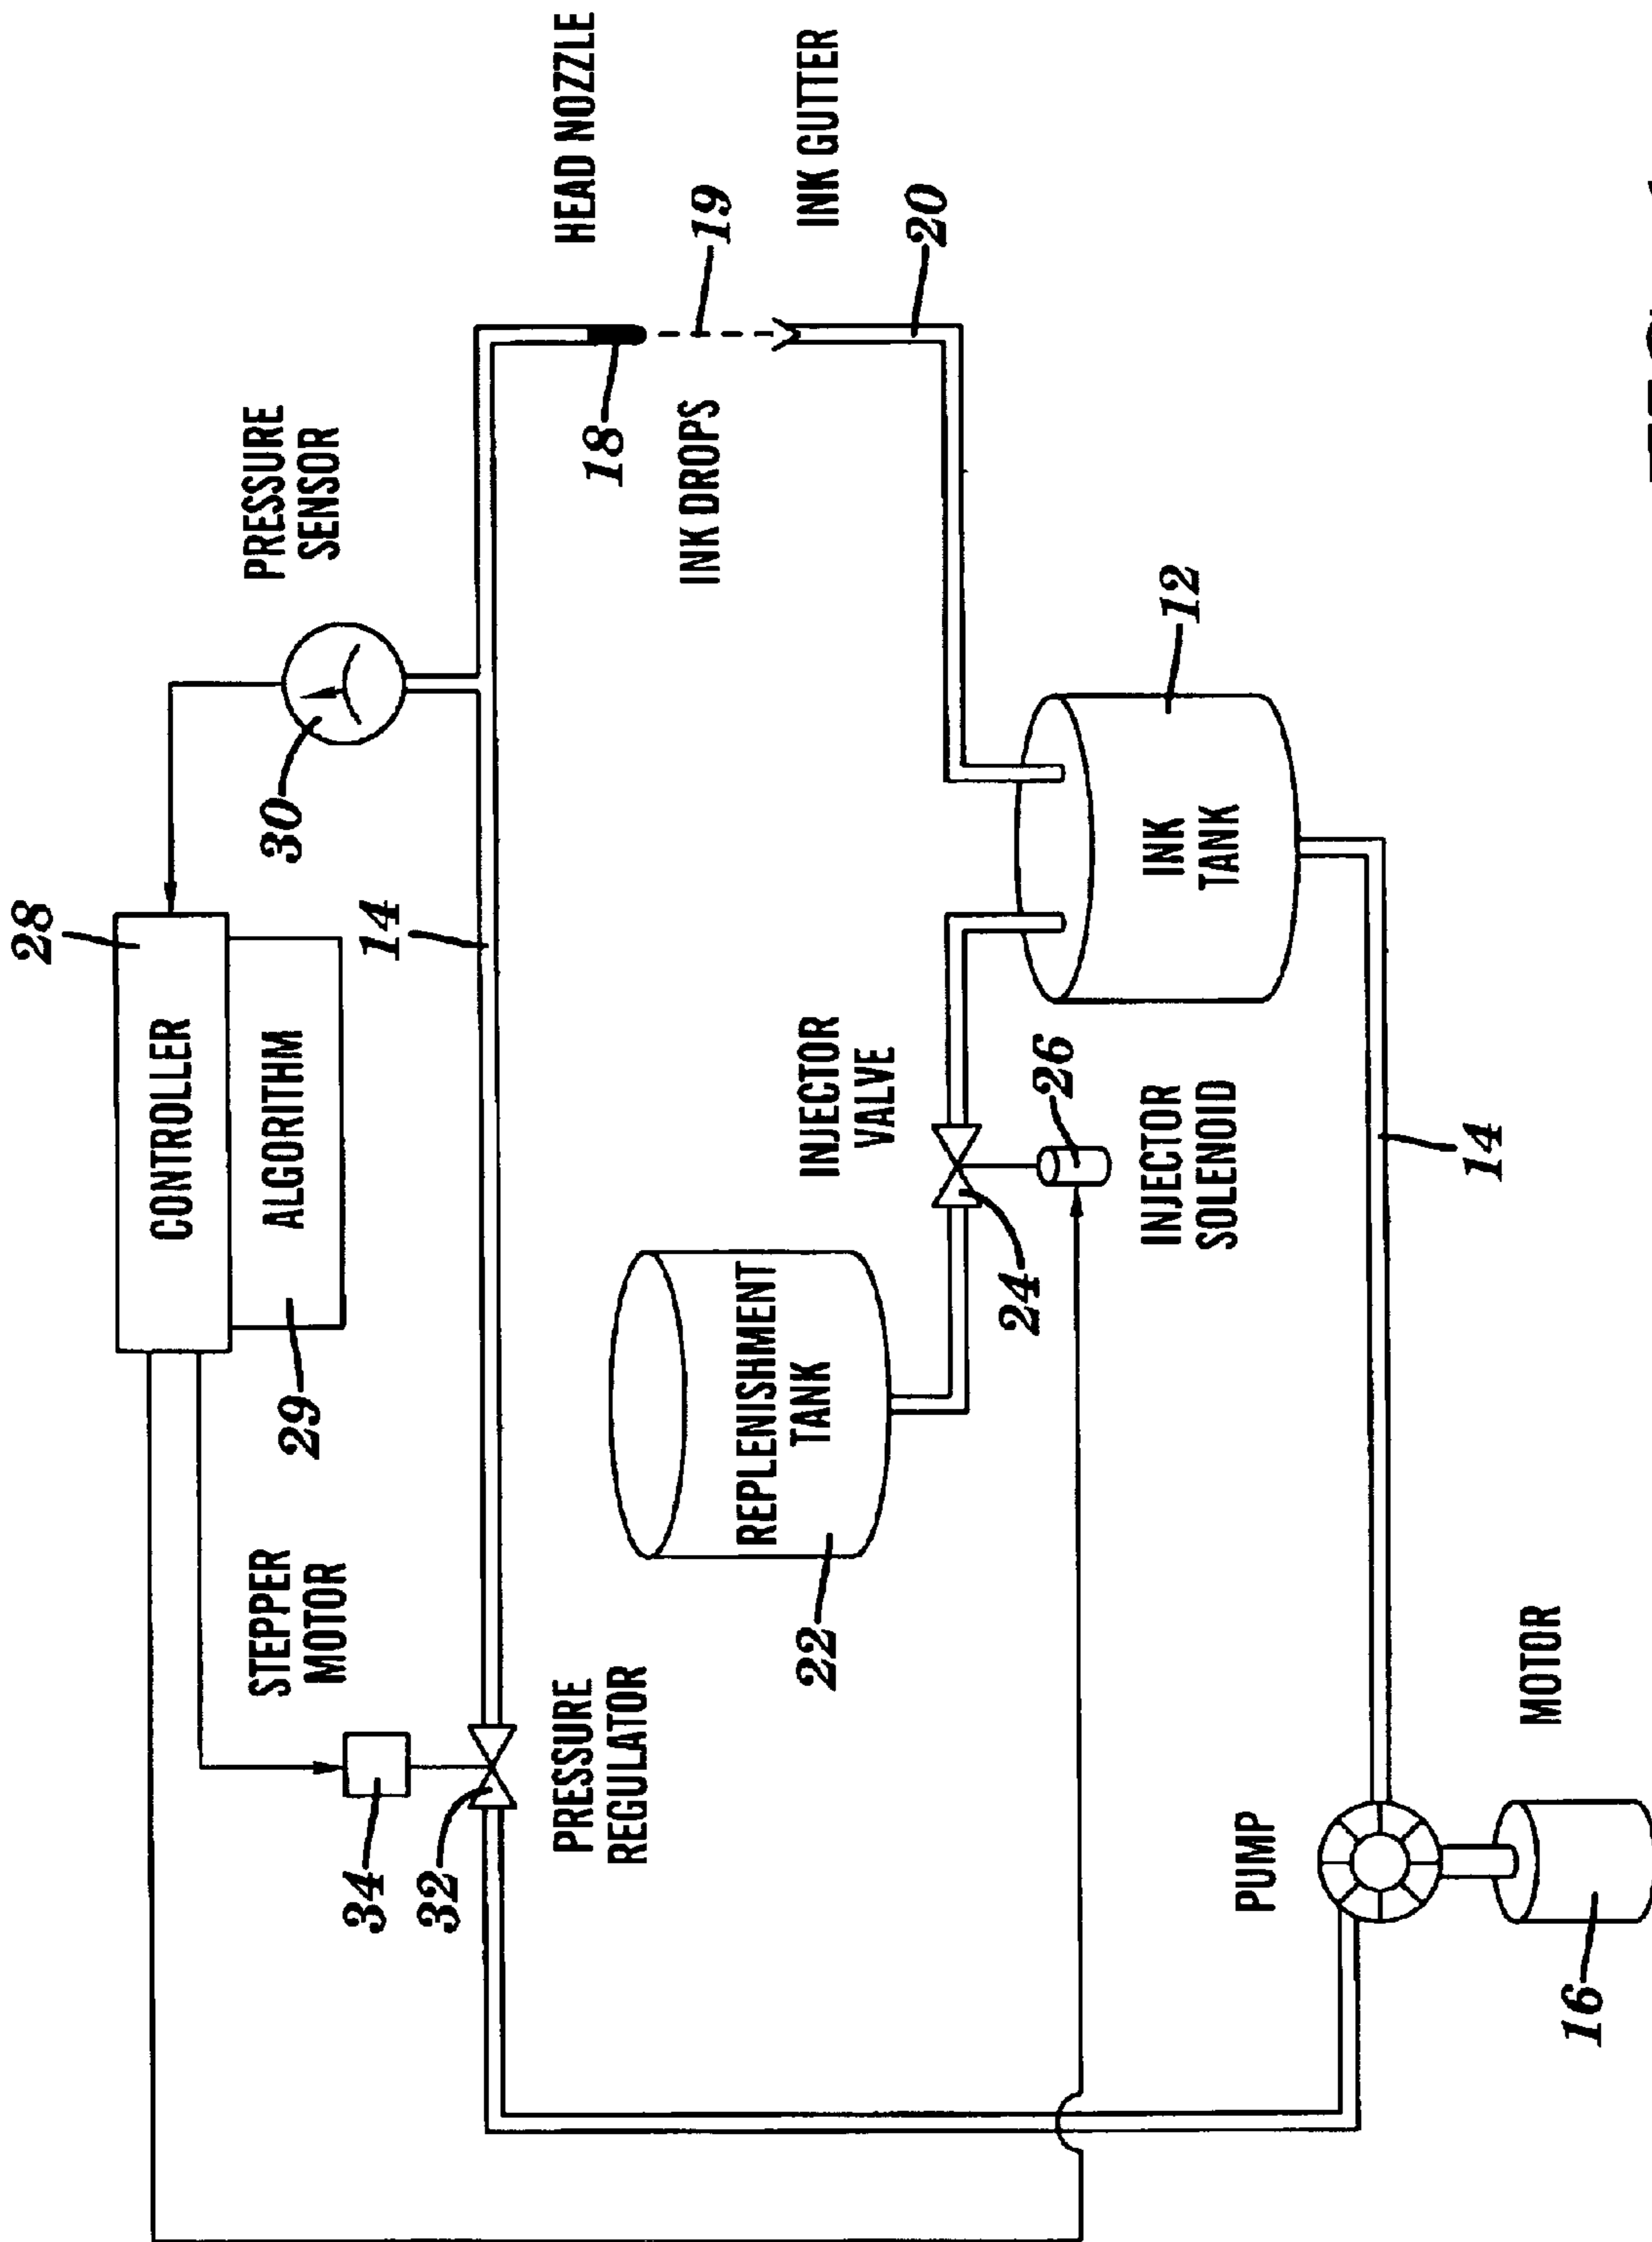 28
CONTROLLER
ALGORITHM
29
PRESSURE
SENSOR
30
STEPPER
MOTOR
34
32
PRESSURE
REGULATOR
14
HEAD NOZZLE
18
19
INK DROPS
INK GUTTER
20
REPLENISHMENT
TANK
22
INJECTOR
VALVE
24
26
INJECTOR
SOLENOID
INK
TANK
12
14
PUMP
MOTOR
16